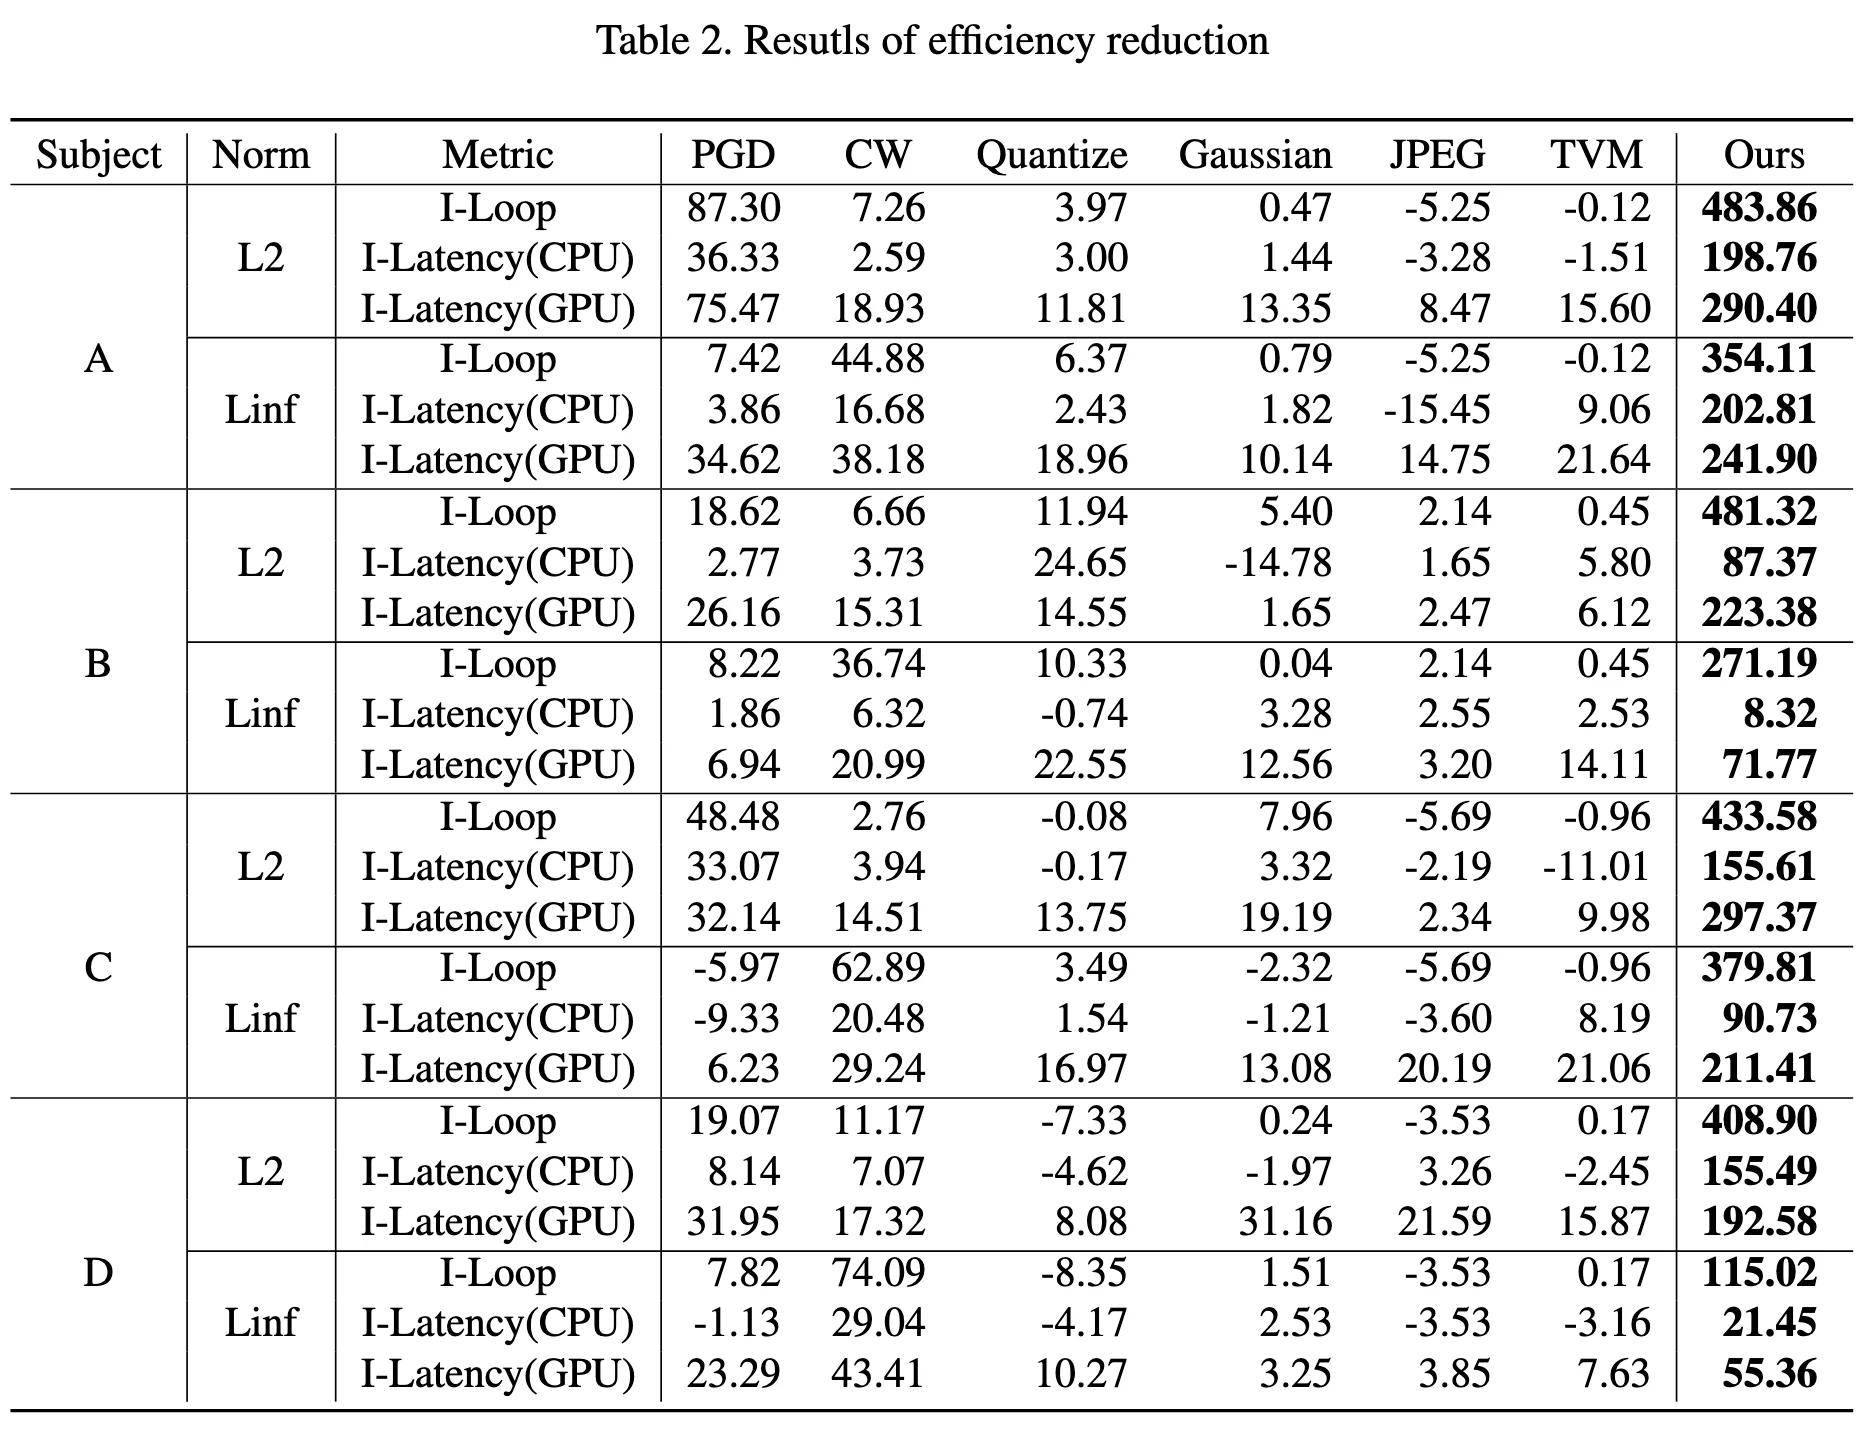 Table 2. Resutls of efficiency reduction
Subject Norm Metric PGD CW Quantize Gaussian JPEG TVM Ours
I-Loop 87.30 7.26 3.97 0.47 -5.25 -0.12 483.86
L2 I-Latency(CPU) 36.33 2.59 3.00 1.44 -3.28 -1.51 198.76
I-Latency(GPU) 75.47 18.93 11.81 13.35 8.47 15.60 290.40
A I-Loop 7.42 44.88 6.37 0.79 -5.25 -0.12 354.11
Linf I-Latency(CPU) 3.86 16.68 2.43 1.82 -15.45 9.06 202.81
I-Latency(GPU) 34.62 38.18 18.96 10.14 14.75 21.64 241.90
I-Loop 18.62 6.66 11.94 5.40 2.14 0.45 481.32
L2 I-Latency(CPU) 2.77 3.73 24.65 -14.78 1.65 5.80 87.37
I-Latency(GPU) 26.16 15.31 14.55 1.65 2.47 6.12 223.38
B I-Loop 8.22 36.74 10.33 0.04 2.14 0.45 271.19
Linf I-Latency(CPU) 1.86 6.32 -0.74 3.28 2.55 2.53 8.32
I-Latency(GPU) 6.94 20.99 22.55 12.56 3.20 14.11 71.77
I-Loop 48.48 2.76 -0.08 7.96 -5.69 -0.96 433.58
L2 I-Latency(CPU) 33.07 3.94 -0.17 3.32 -2.19 -11.01 155.61
I-Latency(GPU) 32.14 14.51 13.75 19.19 2.34 9.98 297.37
C I-Loop -5.97 62.89 3.49 -2.32 -5.69 -0.96 379.81
Linf I-Latency(CPU) -9.33 20.48 1.54 -1.21 -3.60 8.19 90.73
I-Latency(GPU) 6.23 29.24 16.97 13.08 20.19 21.06 211.41
I-Loop 19.07 11.17 -7.33 0.24 -3.53 0.17 408.90
L2 I-Latency(CPU) 8.14 7.07 -4.62 -1.97 3.26 -2.45 155.49
I-Latency(GPU) 31.95 17.32 8.08 31.16 21.59 15.87 192.58
D I-Loop 7.82 74.09 -8.35 1.51 -3.53 0.17 115.02
Linf I-Latency(CPU) -1.13 29.04 -4.17 2.53 -3.53 -3.16 21.45
I-Latency(GPU) 23.29 43.41 10.27 3.25 3.85 7.63 55.36